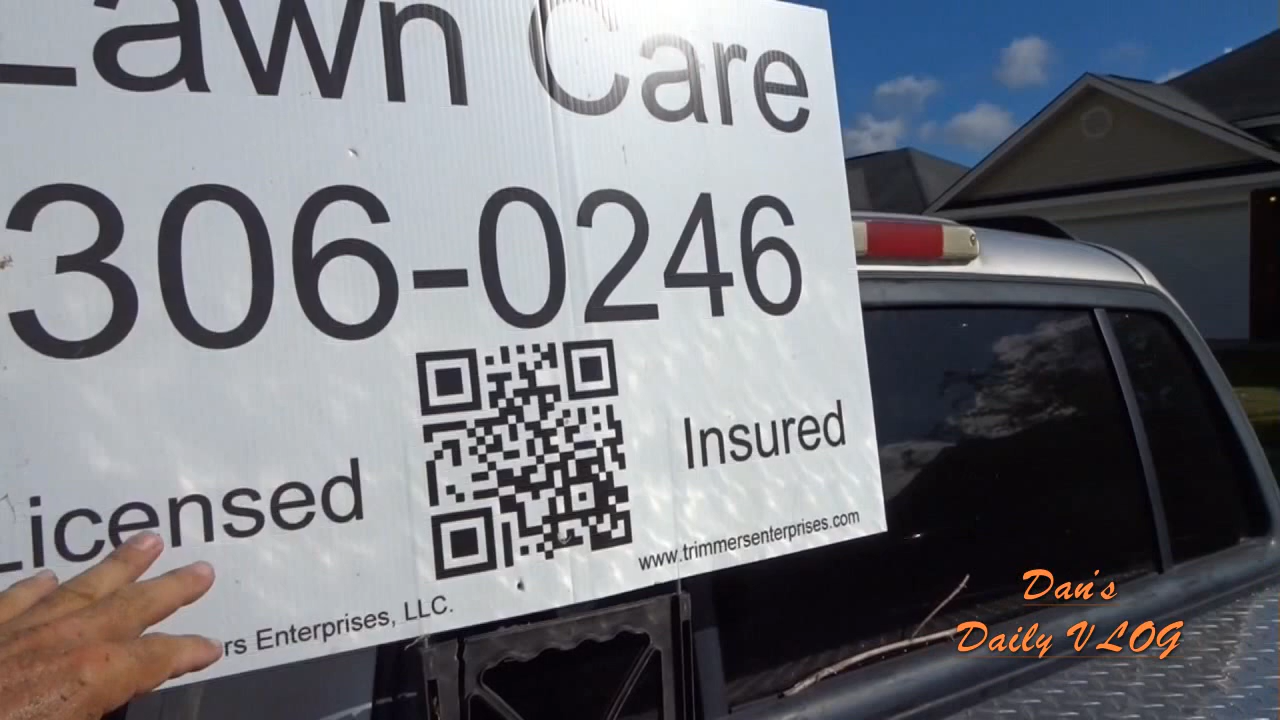 Lawn Care
306-0246
Licensed
Insured
www.trimmersenterprises.com
rs Enterprises, LLC.
Dan's
Daily VLOG